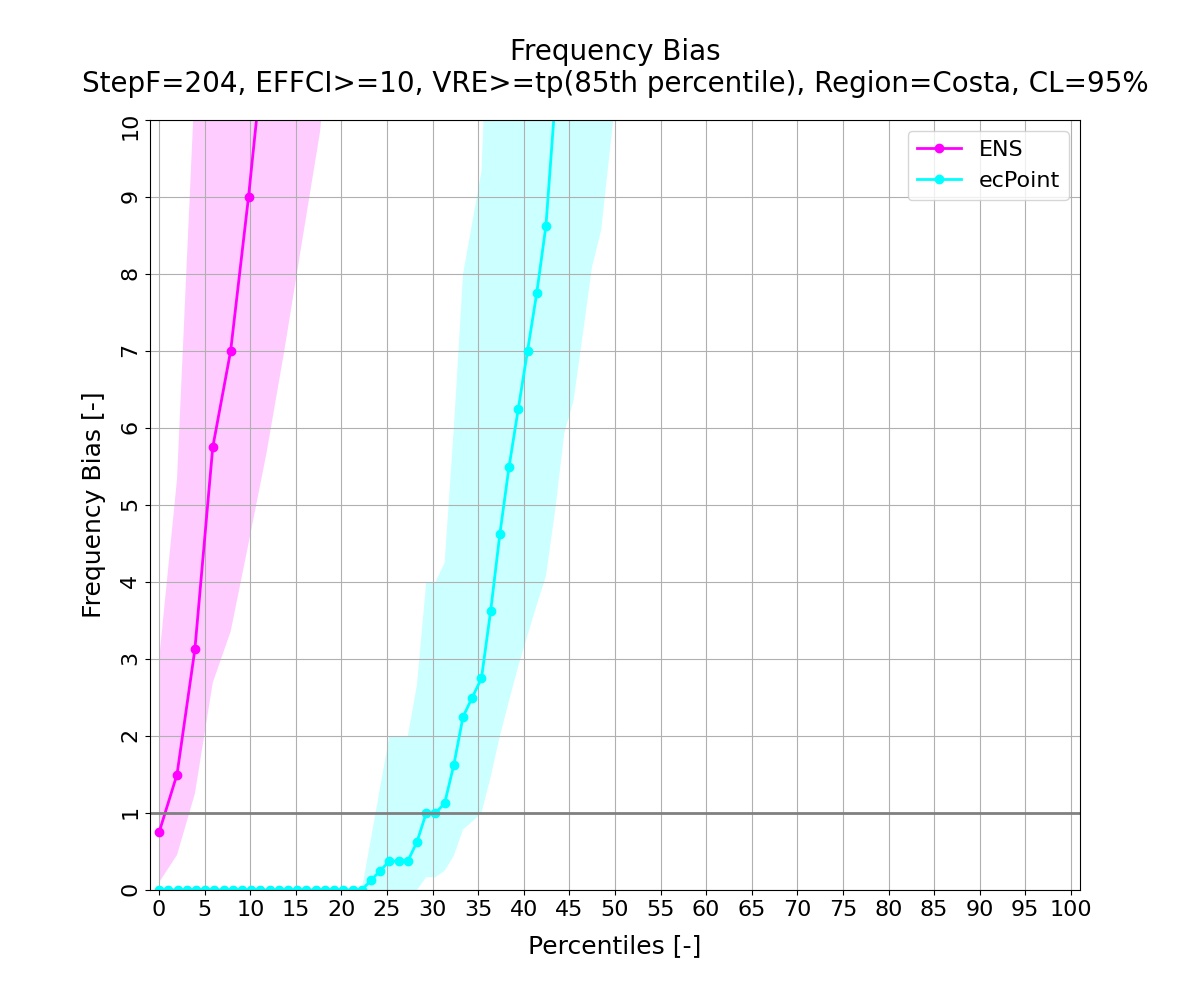 Frequency Bias
StepF=204, EFFCI>=10, VRE>=tp(85th percentile), Region=Costa, CL=95%
ENS
ecPoint
Frequency Bias [-]
10
9
8
7
6
5
4
3
2
1
0
0 5 10 15 20 25 30 35 40 45 50 55 60 65 70 75 80 85 90 95 100
Percentiles [-]